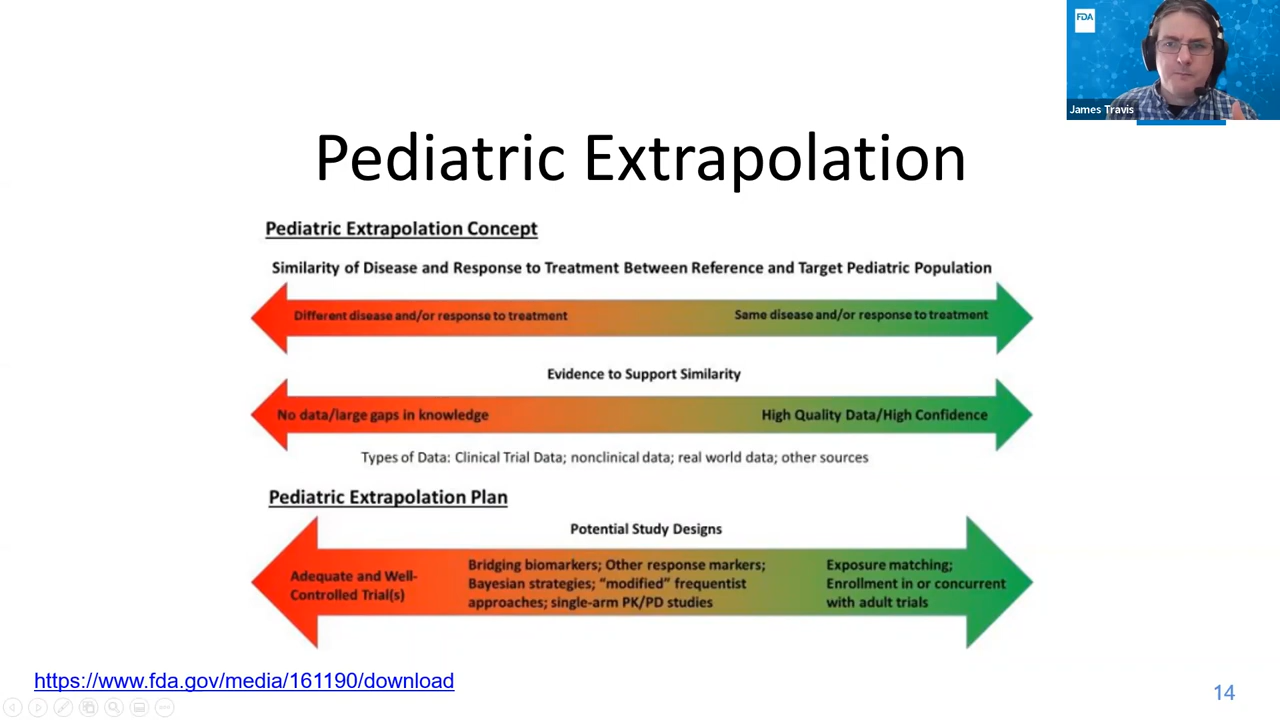 FDA
James Travis
Pediatric Extrapolation
Pediatric Extrapolation Concept
Similarity of Disease and Response to Treatment Between Reference and Target Pediatric Population
Different disease and/or response to treatment
Same disease and/or response to treatment
Evidence to Support Similarity
No data/large gaps in knowledge
High Quality Data/High Confidence
Types of Data: Clinical Trial Data; nonclinical data; real world data; other sources
Pediatric Extrapolation Plan
Potential Study Designs
Adequate and Well-
Controlled Trial(s)
Bridging biomarkers; Other response markers;
Bayesian strategies; “modified” frequentist
approaches; single-arm PK/PD studies
Exposure matching;
Enrollment in or concurrent
with adult trials
https://www.fda.gov/media/161190/download
14